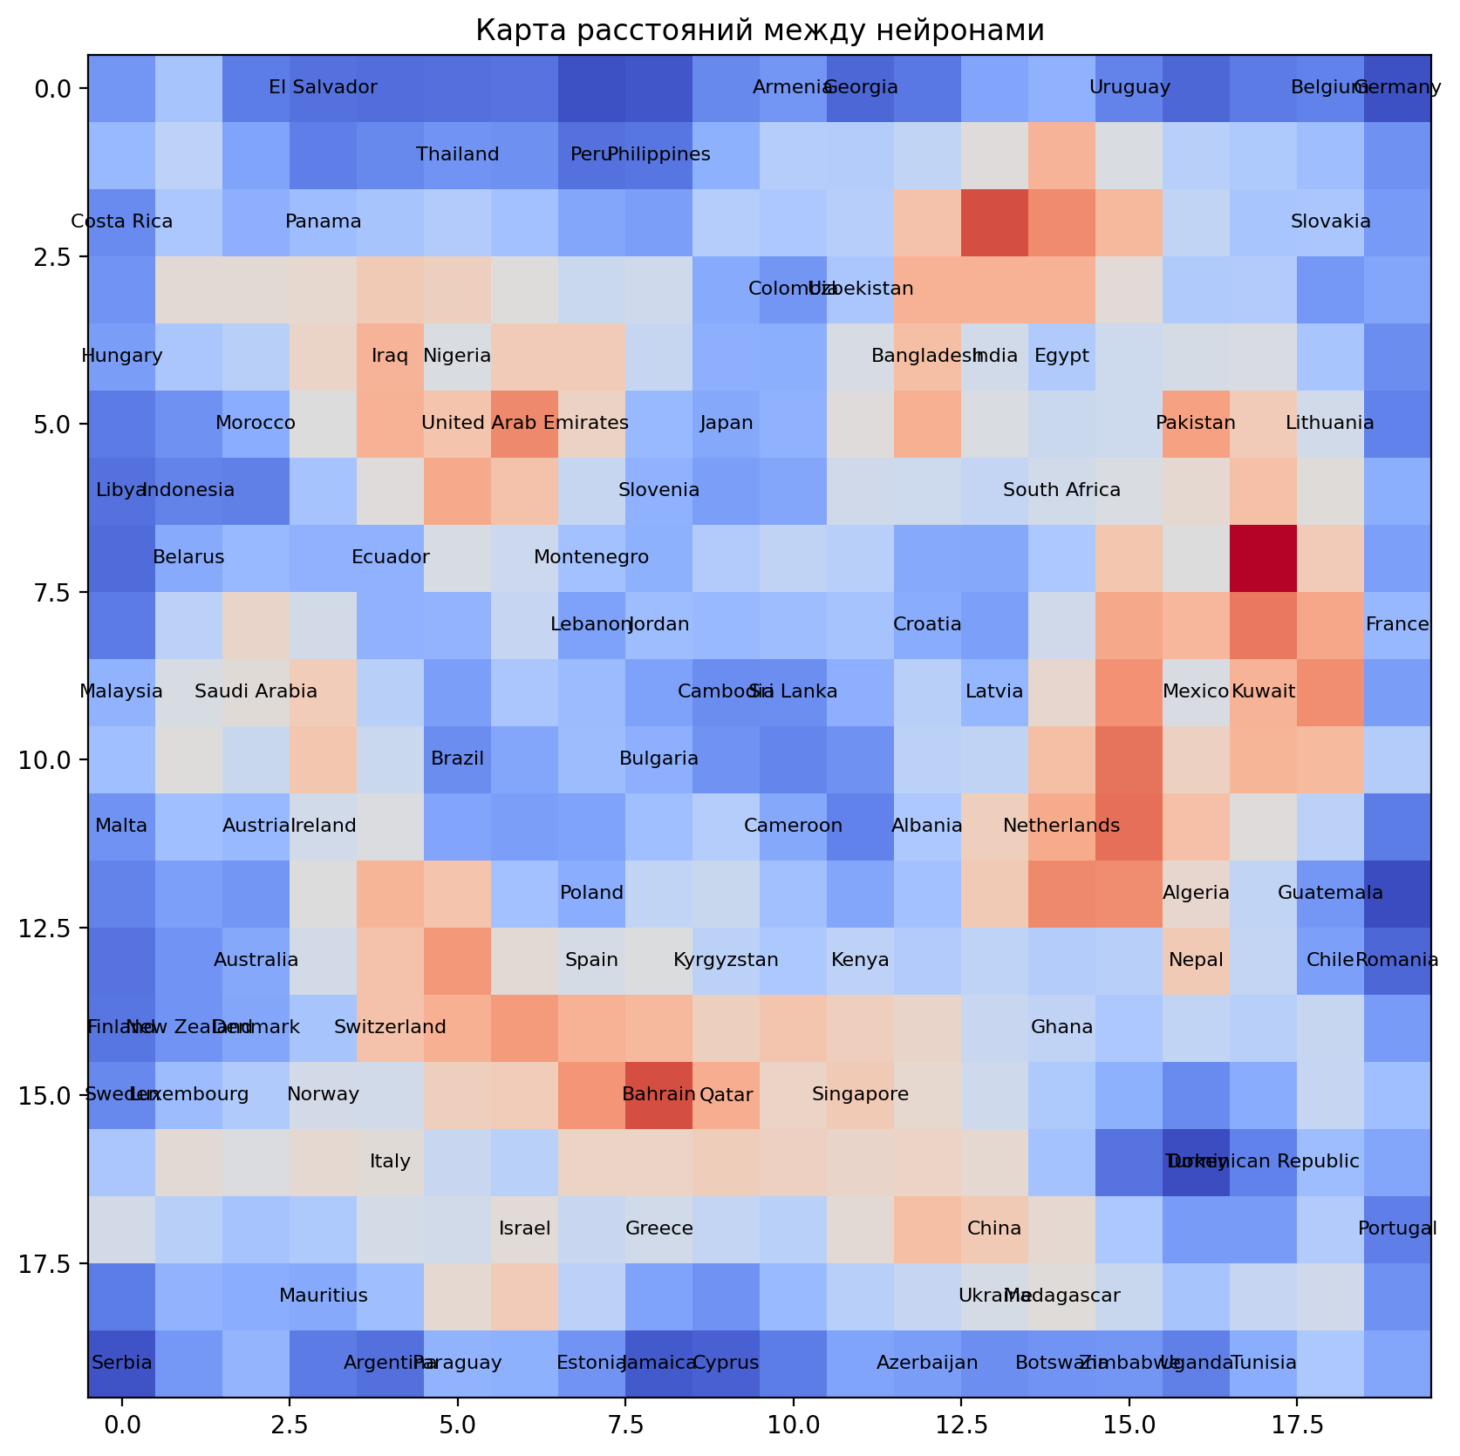 Карта расстояний между нейронами
0.0 El Salvador Armenia Georgia Uruguay Belgium Germany
Thailand Peru Philippines
Costa Rica Panama Slovakia
2.5
Colombia Uzbekistan
Hungary Iraq Nigeria Bangladesh India Egypt
5.0 Morocco United Arab Emirates Japan Pakistan Lithuania
Libya Indonesia Slovenia South Africa
Belarus Ecuador Montenegro
7.5
Lebanon Jordan Croatia France
Malaysia Saudi Arabia Cambodia Sri Lanka Latvia Mexico Kuwait
10.0 Brazil Bulgaria
Malta Austria Ireland Cameroon Albania Netherlands
Poland Algeria Guatemala
12.5
Australia Spain Kyrgyzstan Kenya Nepal Chile Romania
Finland New Zealand Denmark Switzerland Ghana
15.0 Sweden Luxembourg Norway Bahrain Qatar Singapore
Italy Turkey Dominican Republic
Israel Greece China Portugal
17.5
Mauritius Ukraine Madagascar
Serbia Argentina Paraguay Estonia Jamaica Cyprus Azerbaijan Botswana Zimbabwe Uganda Tunisia
0.0 2.5 5.0 7.5 10.0 12.5 15.0 17.5